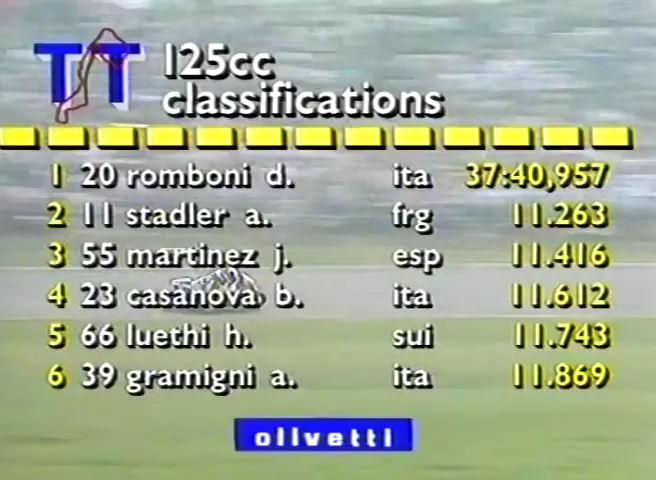 TT 125cc
classifications
1 20 romboni d. ita 37:40,957
2 11 stadler a. frg 11.263
3 55 martinez j. esp 11.416
4 23 casanova b. ita 11.612
5 66 luethi h. sui 11.743
6 39 gramigni a. ita 11.869
olivetti